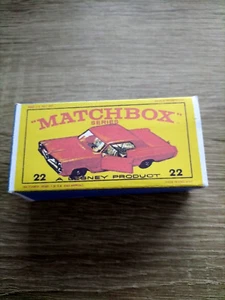 "MATCHBOX"
SERIES
22 22
A LESNEY PRODUCT